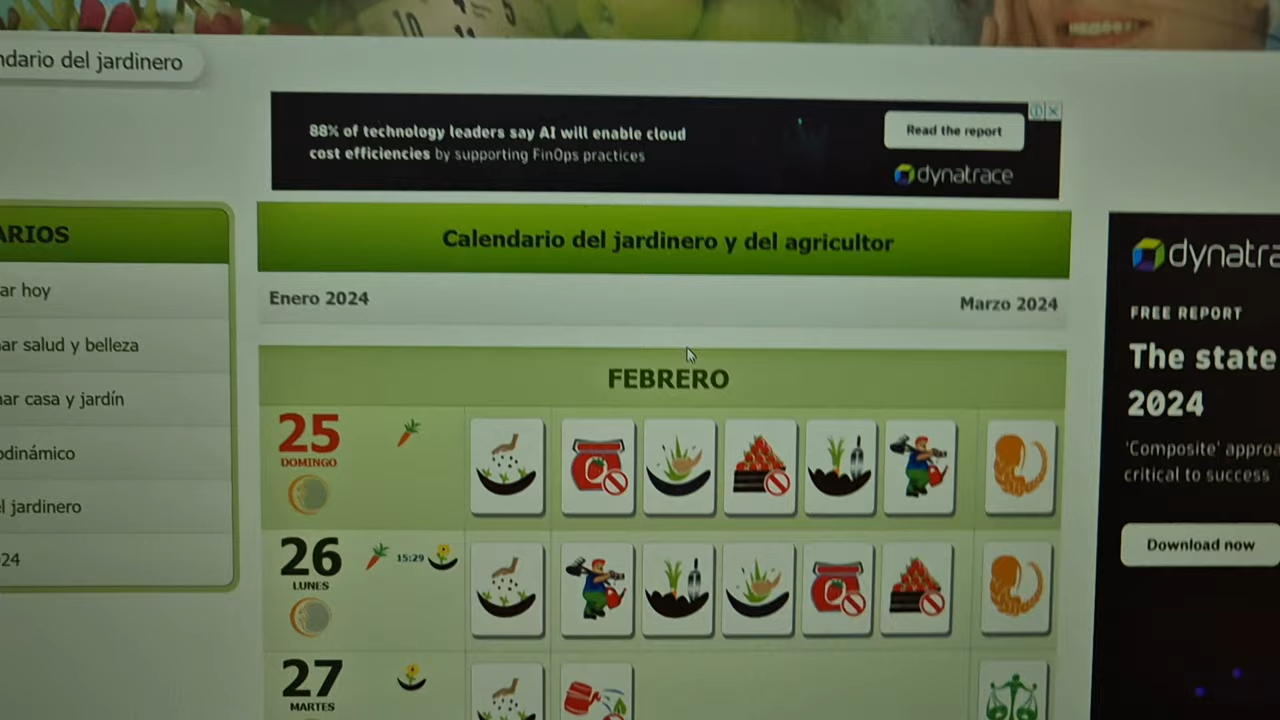 10
5
ndario del jardinero
88% of technology leaders say AI will enable cloud
cost efficiencies by supporting FinOps practices
Read the report
dynatrace
ARIOS
ar hoy
ar salud y belleza
ar casa y jardín
odinámico
el jardinero
24
Calendario del jardinero y del agricultor
Enero 2024
Marzo 2024
FEBRERO
25
DOMINGO
26
LUNES
15:29
27
MARTES
dynatra
FREE REPORT
The state
2024
'Composite' approa
critical to success
Download now